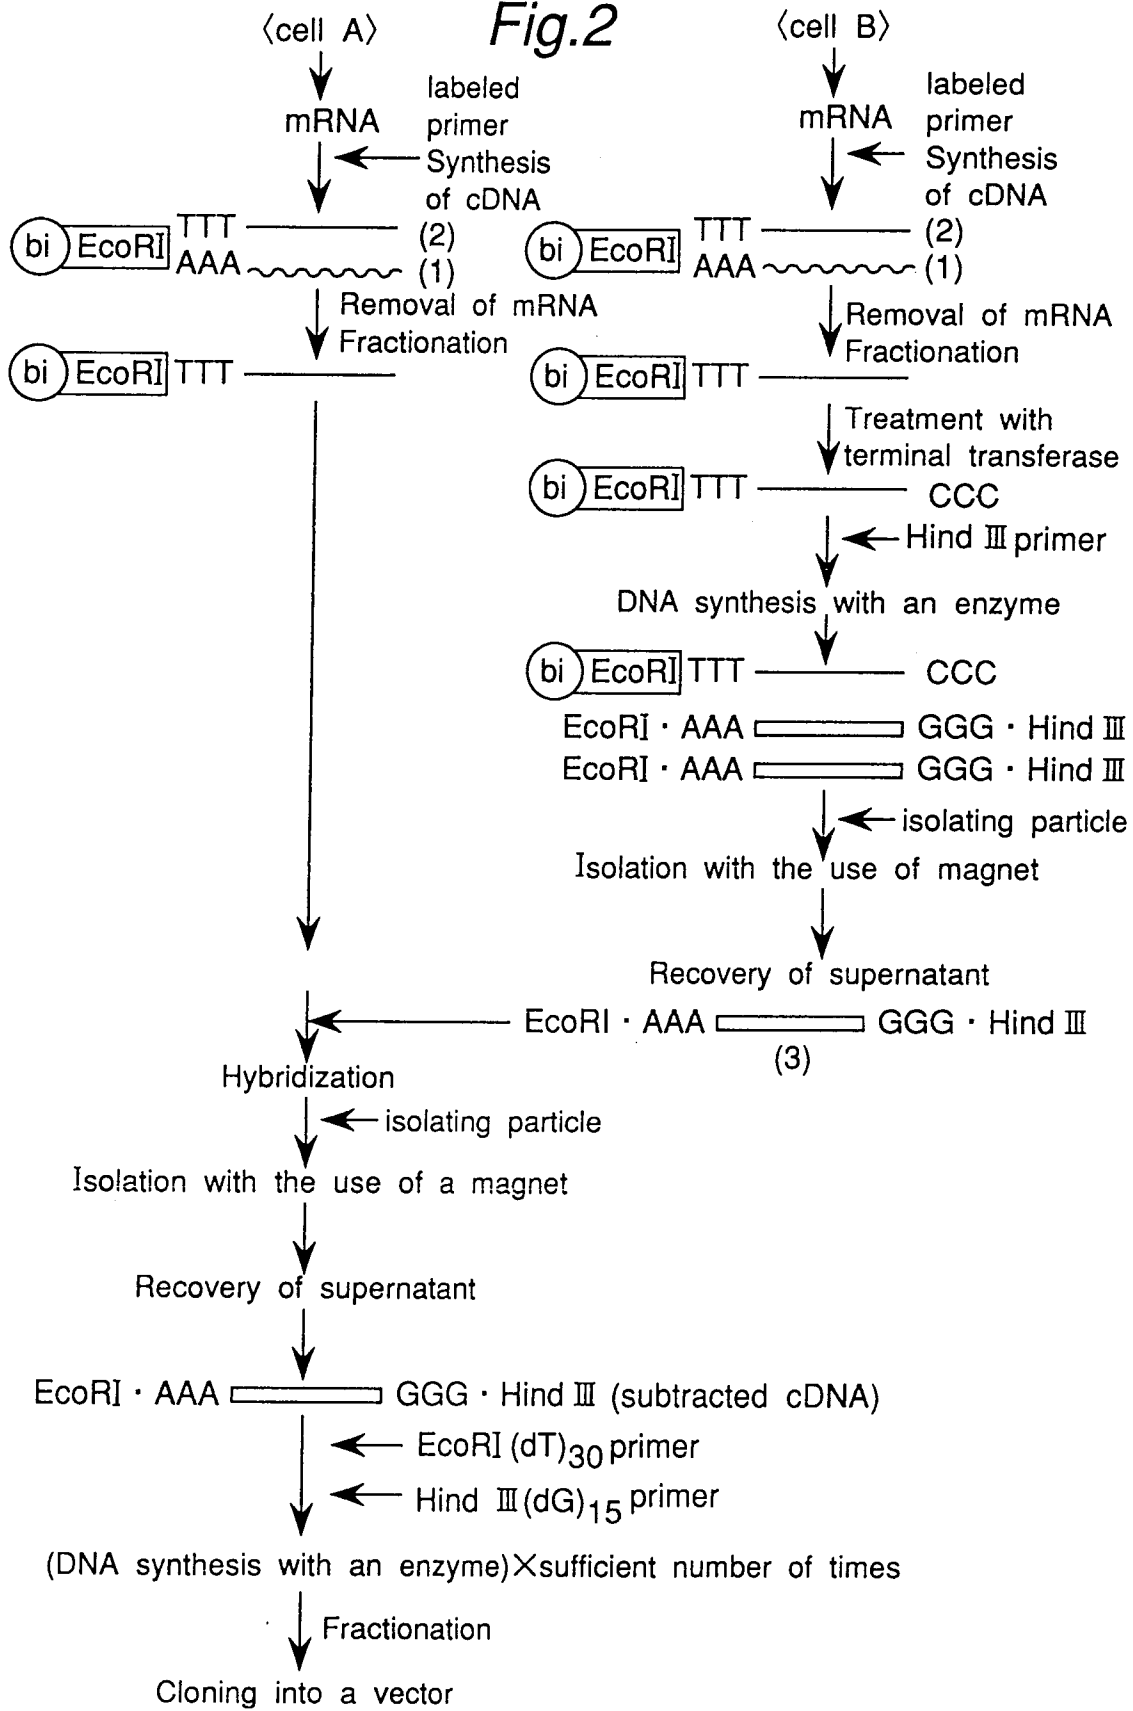 Fig.2
〈cell A〉
mRNA
labeled
primer
Synthesis
of cDNA
bi EcoRI TTT (2)
AAA (1)
Removal of mRNA
Fractionation
bi EcoRI TTT
〈cell B〉
mRNA
labeled
primer
Synthesis
of cDNA
bi EcoRI TTT (2)
AAA (1)
Removal of mRNA
Fractionation
bi EcoRI TTT
Treatment with
terminal transferase
bi EcoRI TTT CCC
Hind Ⅲ primer
DNA synthesis with an enzyme
bi EcoRI TTT CCC
EcoRI · AAA GGG · Hind Ⅲ
EcoRI · AAA GGG · Hind Ⅲ
isolating particle
Isolation with the use of magnet
Recovery of supernatant
EcoRI · AAA GGG · Hind Ⅲ
(3)
Hybridization
isolating particle
Isolation with the use of a magnet
Recovery of supernatant
EcoRI · AAA GGG · Hind Ⅲ (subtracted cDNA)
EcoRI (dT)30 primer
Hind Ⅲ (dG)15 primer
(DNA synthesis with an enzyme)×sufficient number of times
Fractionation
Cloning into a vector